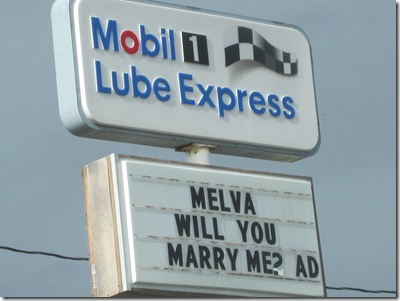 Mobil 1
Lube Express
MELVA
WILL YOU
MARRY ME? AD